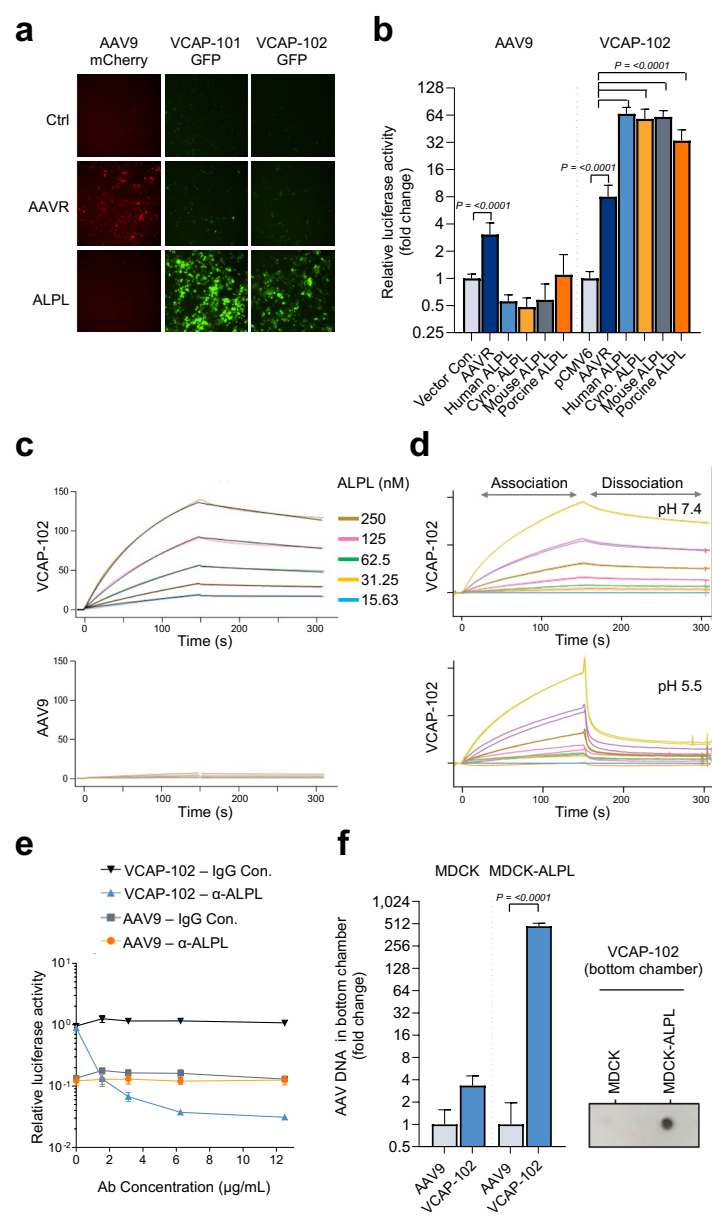 a
AAV9
mCherry
VCAP-101
GFP
VCAP-102
GFP
Ctrl
AAVR
ALPL
b
AAV9
VCAP-102
P = <0.0001
P = <0.0001
P = <0.0001
Relative luciferase activity
(fold change)
128
64
32
16
8
4
2
1
0.5
0.25
Vector Con.
AAVR
Human ALPL
Cyno. ALPL
Mouse ALPL
Porcine ALPL
pCMV6
AAVR
Human ALPL
Cyno. ALPL
Mouse ALPL
Porcine ALPL
c
VCAP-102
150
100
50
0
0
100
200
300
Time (s)
ALPL (nM)
250
125
62.5
31.25
15.63
AAV9
150
100
50
0
0
100
200
300
Time (s)
d
Association
Dissociation
pH 7.4
VCAP-102
0
100
200
300
Time (s)
pH 5.5
VCAP-102
0
100
200
300
Time (s)
e
VCAP-102 – IgG Con.
VCAP-102 – α-ALPL
AAV9 – IgG Con.
AAV9 – α-ALPL
Relative luciferase activity
10¹
10⁰
10⁻¹
10⁻²
0
2
4
6
8
10
12
Ab Concentration (µg/mL)
f
MDCK
MDCK-ALPL
P = <0.0001
AAV DNA in bottom chamber
(fold change)
1,024
512
256
128
64
32
16
8
4
2
1
0.5
AAV9
VCAP-102
AAV9
VCAP-102
VCAP-102
(bottom chamber)
MDCK
MDCK-ALPL